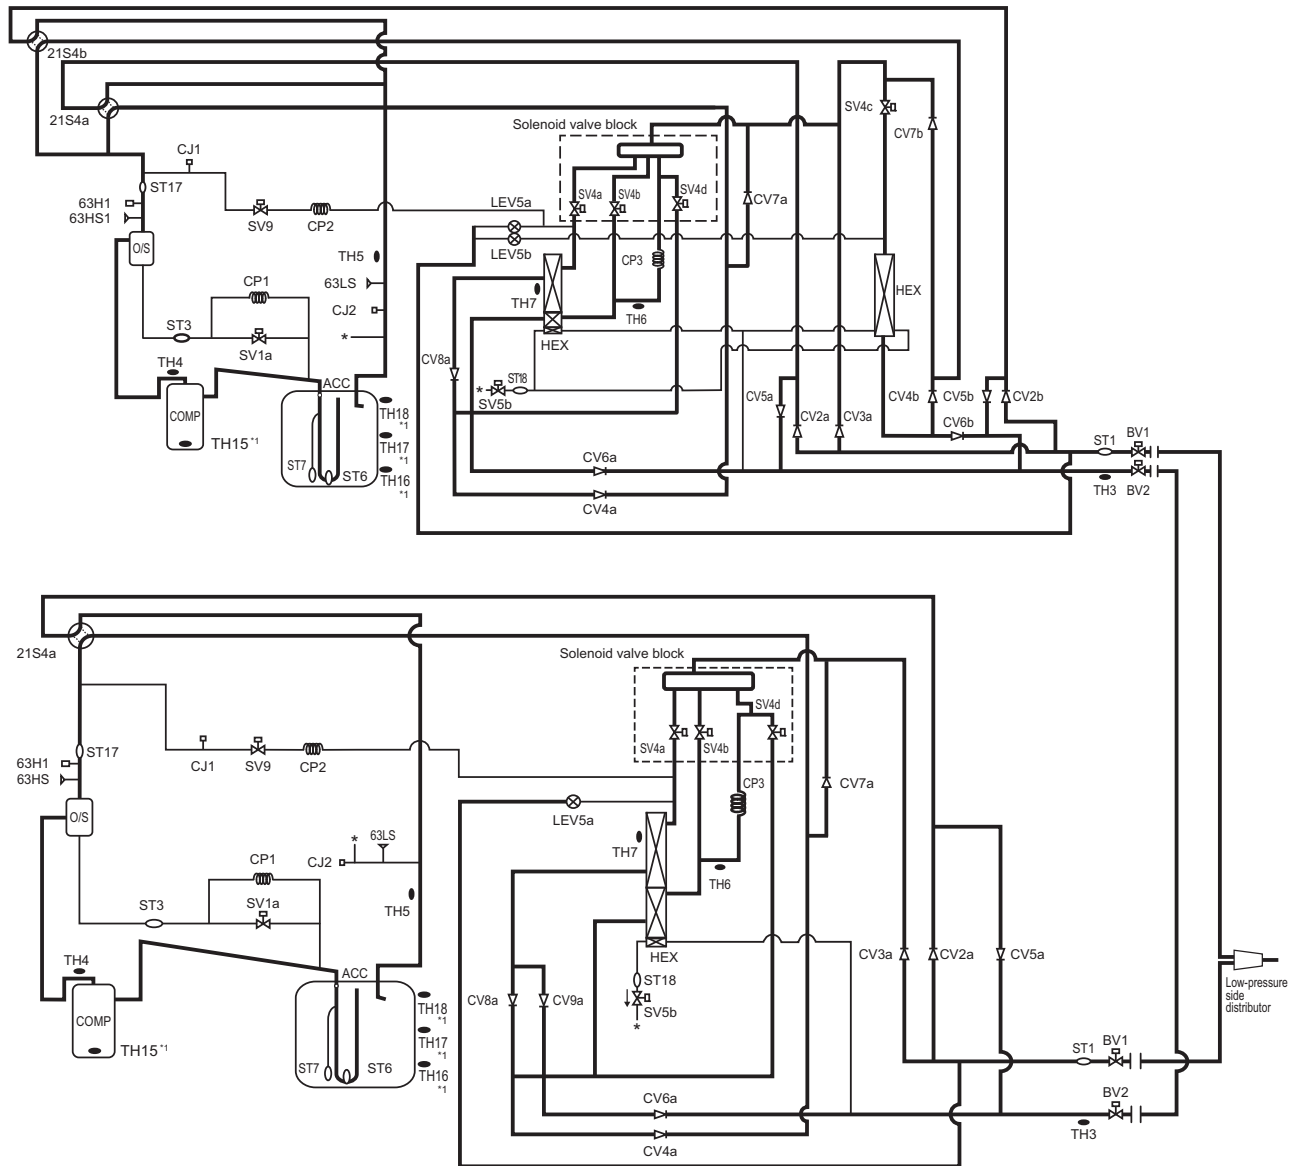 21S4b
21S4a
CJ1
ST17
63H1
63HS1
O/S
SV9
CP2
TH5
63LS
CJ2
*
CP1
ST3
SV1a
TH4
COMP
TH15*1
ACC
ST7
ST6
TH18
*1
TH17
*1
TH16
*1
Solenoid valve block
SV4a
SV4b
SV4d
LEV5a
LEV5b
CP3
TH7
TH6
HEX
CV8a
*
ST18
SV5b
CV6a
CV4a
CV7a
SV4c
CV7b
HEX
CV5a
CV2a
CV3a
CV4b
CV5b
CV2b
CV6b
ST1
BV1
TH3
BV2
21S4a
ST17
63H1
63HS
O/S
CJ1
SV9
CP2
*
63LS
CJ2
TH5
CP1
ST3
SV1a
TH4
COMP
TH15*1
ACC
ST7
ST6
TH18
*1
TH17
*1
TH16
*1
Solenoid valve block
SV4a
SV4b
SV4d
CP3
LEV5a
TH7
TH6
HEX
ST18
SV5b
*
CV8a
CV9a
CV6a
CV4a
CV7a
CV3a
CV2a
CV5a
ST1
BV1
BV2
TH3
Low-pressure
side
distributor